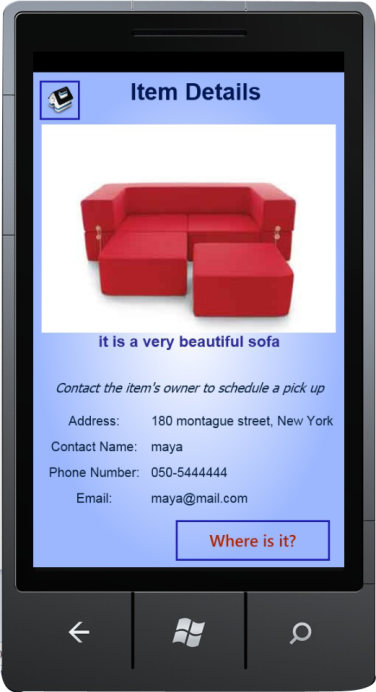 Item Details
it is a very beautiful sofa
Contact the item's owner to schedule a pick up
Address: 180 montague street, New York
Contact Name: maya
Phone Number: 050-5444444
Email: maya@mail.com
Where is it?